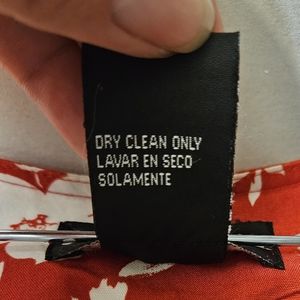 DRY CLEAN ONLY
LAVAR EN SECO
SOLAMENTE